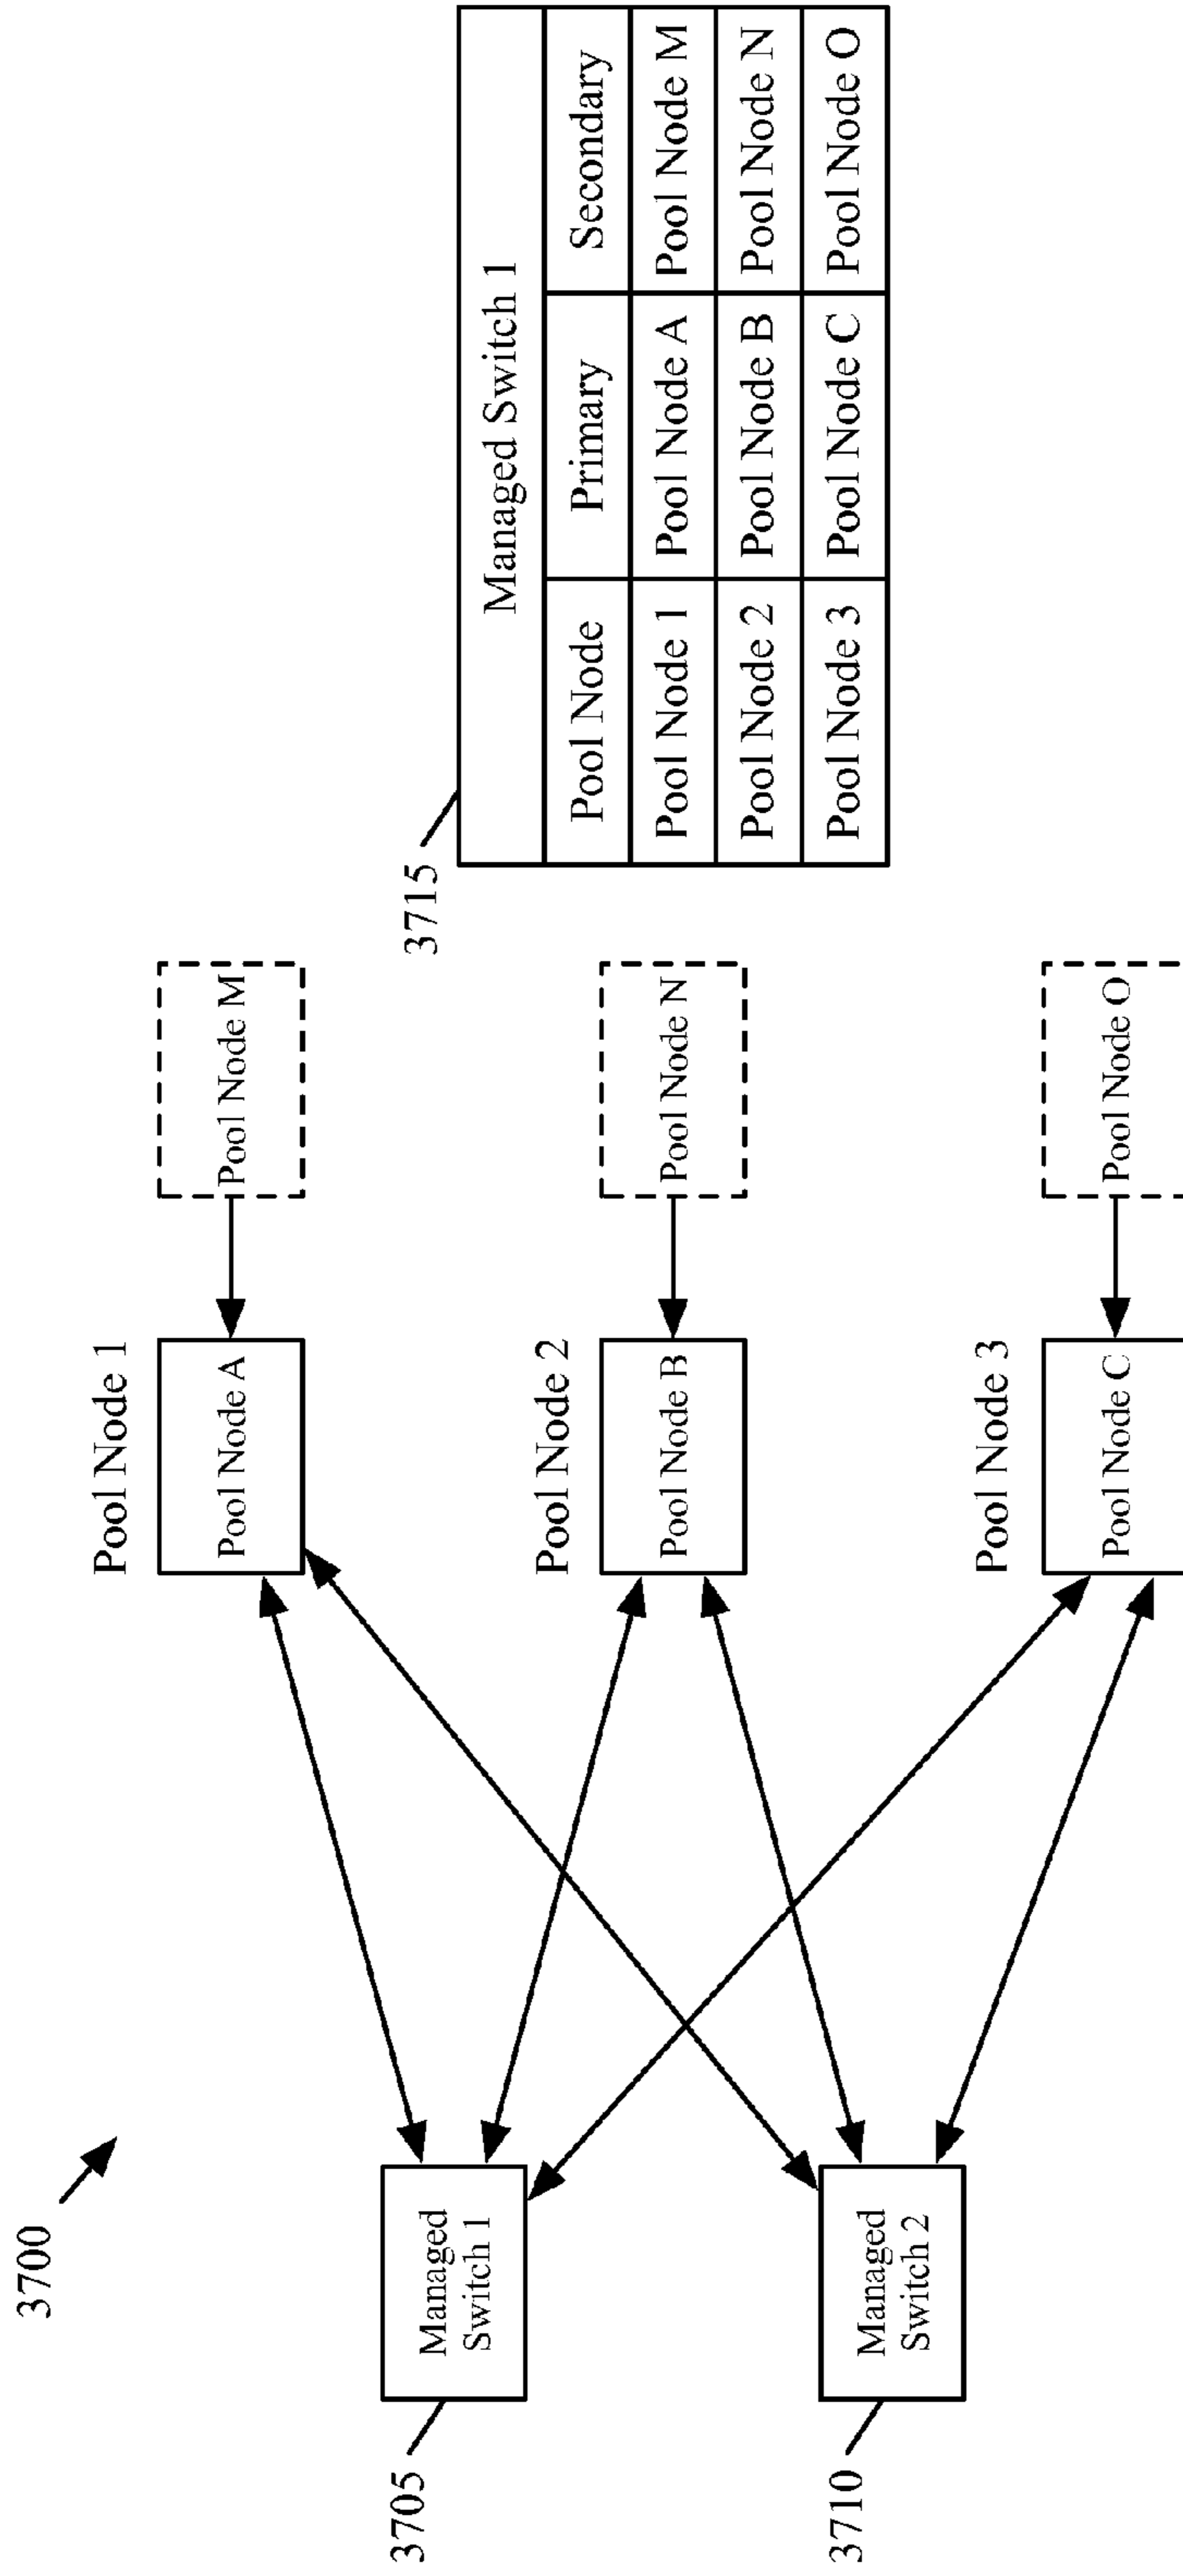 3700
3705
Managed
Switch 1
3710
Managed
Switch 2
Pool Node 1
Pool Node A
Pool Node M
Pool Node 2
Pool Node B
Pool Node N
Pool Node 3
Pool Node C
Pool Node O
3715
Managed Switch 1
Pool Node Primary Secondary
Pool Node 1 Pool Node A Pool Node M
Pool Node 2 Pool Node B Pool Node N
Pool Node 3 Pool Node C Pool Node O